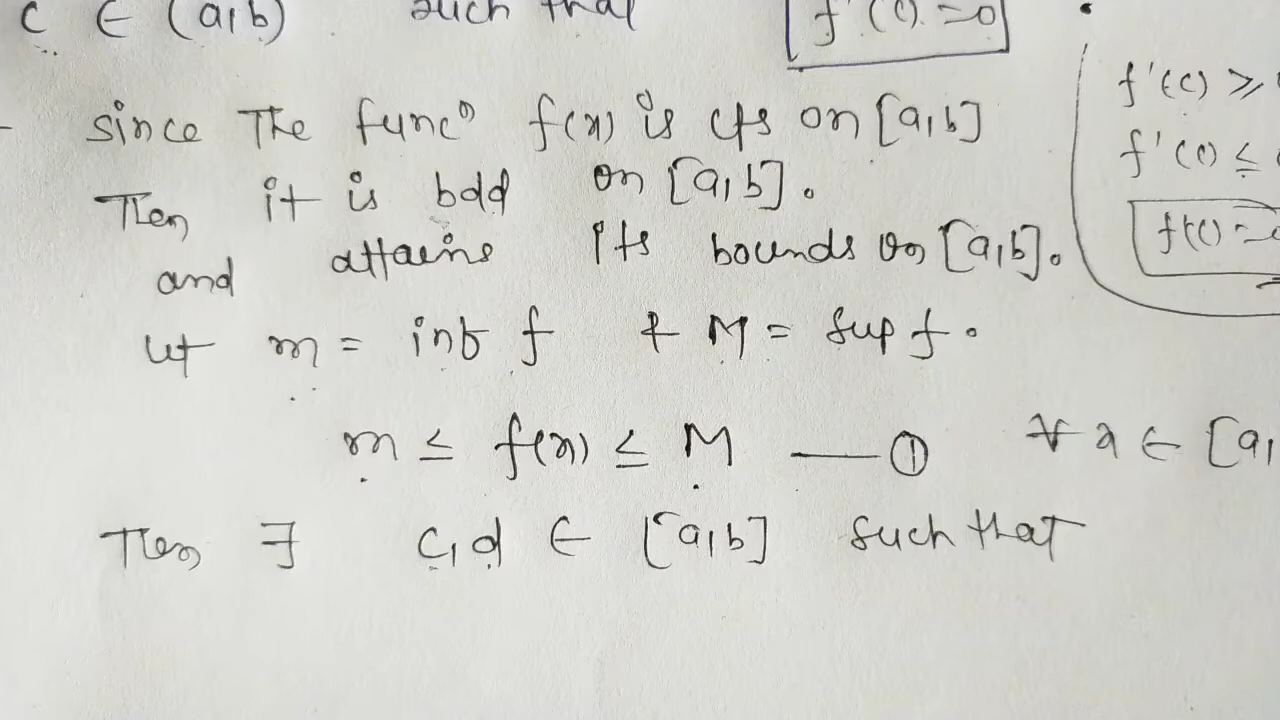 c ∈ (a,b) such that f'(c) = 0
since The funcⁿ f(x) is cts on [a,b]
Then it is bdd on [a,b].
and attains its bounds on [a,b].
let m = inf f & M = sup f.
m ≤ f(x) ≤ M — ① ∀ x ∈ [a,
Then ∃ c,d ∈ [a,b] such that
f'(c) ≥
f'(c) ≤
f'(c) =